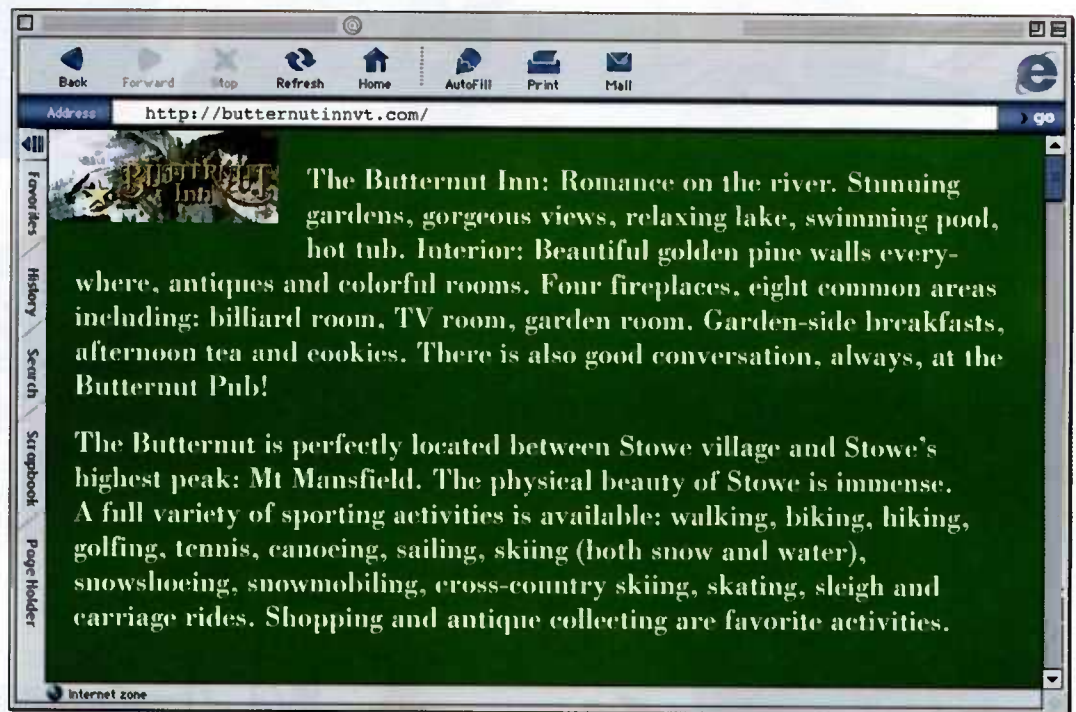 Back Forward Stop Refresh Home AutoFill Print Mail
Address http://butternutinnvt.com/ go
Favorites
History
Search
Scrapbook
Page Holder
BUTTERNUT
Inn
The Butternut Inn: Romance on the river. Stunning
gardens, gorgeous views, relaxing lake, swimming pool,
hot tub. Interior: Beautiful golden pine walls every-
where, antiques and colorful rooms. Four fireplaces, eight common areas
including: billiard room, TV room, garden room. Garden-side breakfasts,
afternoon tea and cookies. There is also good conversation, always, at the
Butternut Pub!
The Butternut is perfectly located between Stowe village and Stowe's
highest peak: Mt Mansfield. The physical beauty of Stowe is immense.
A full variety of sporting activities is available: walking, biking, hiking,
golfing, tennis, canoeing, sailing, skiing (both snow and water),
snowshoeing, snowmobiling, cross-country skiing, skating, sleigh and
carriage rides. Shopping and antique collecting are favorite activities.
Internet zone